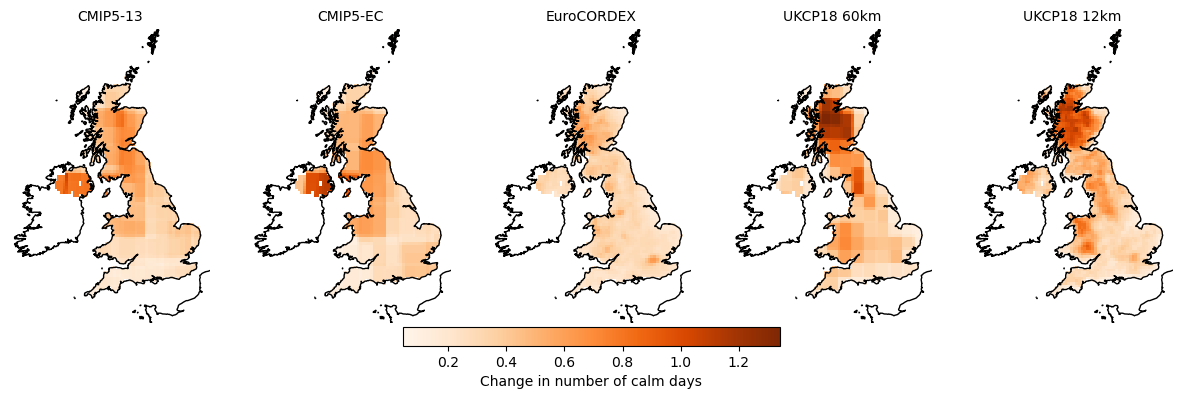 CMIP5-13
CMIP5-EC
EuroCORDEX
UKCP18 60km
UKCP18 12km
0.2 0.4 0.6 0.8 1.0 1.2
Change in number of calm days